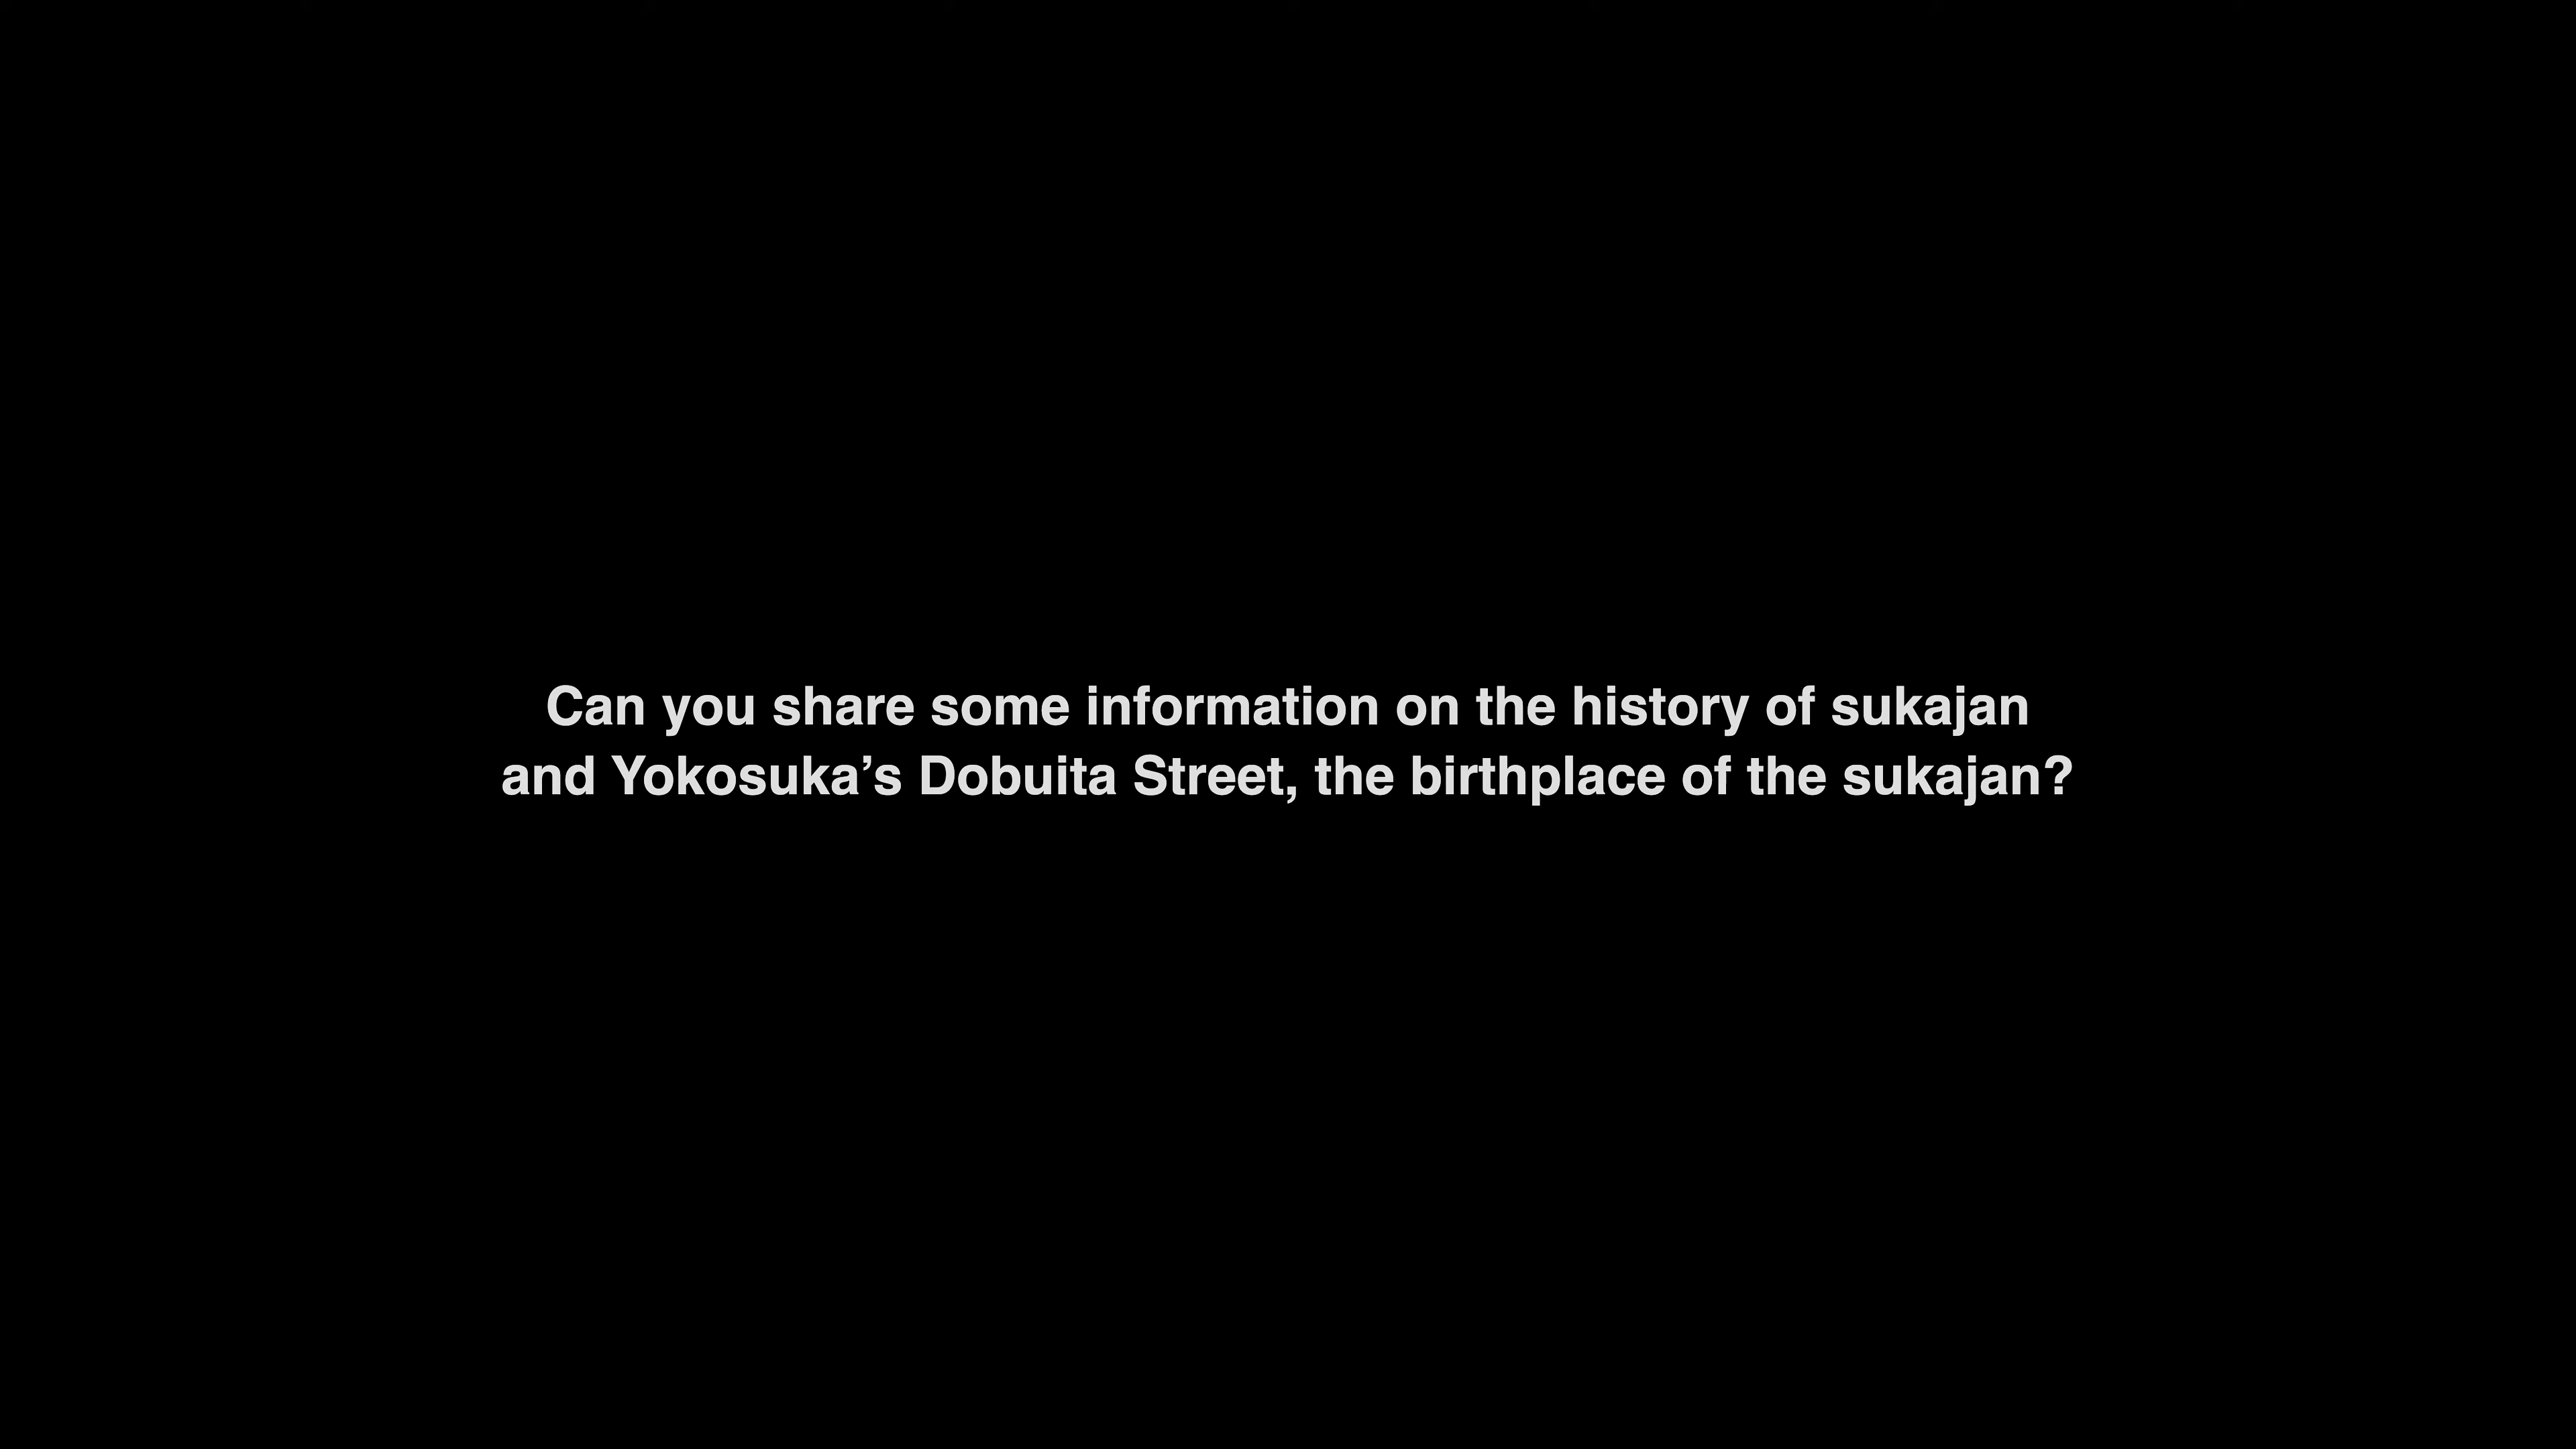 Can you share some information on the history of sukajan
and Yokosuka’s Dobuita Street, the birthplace of the sukajan?